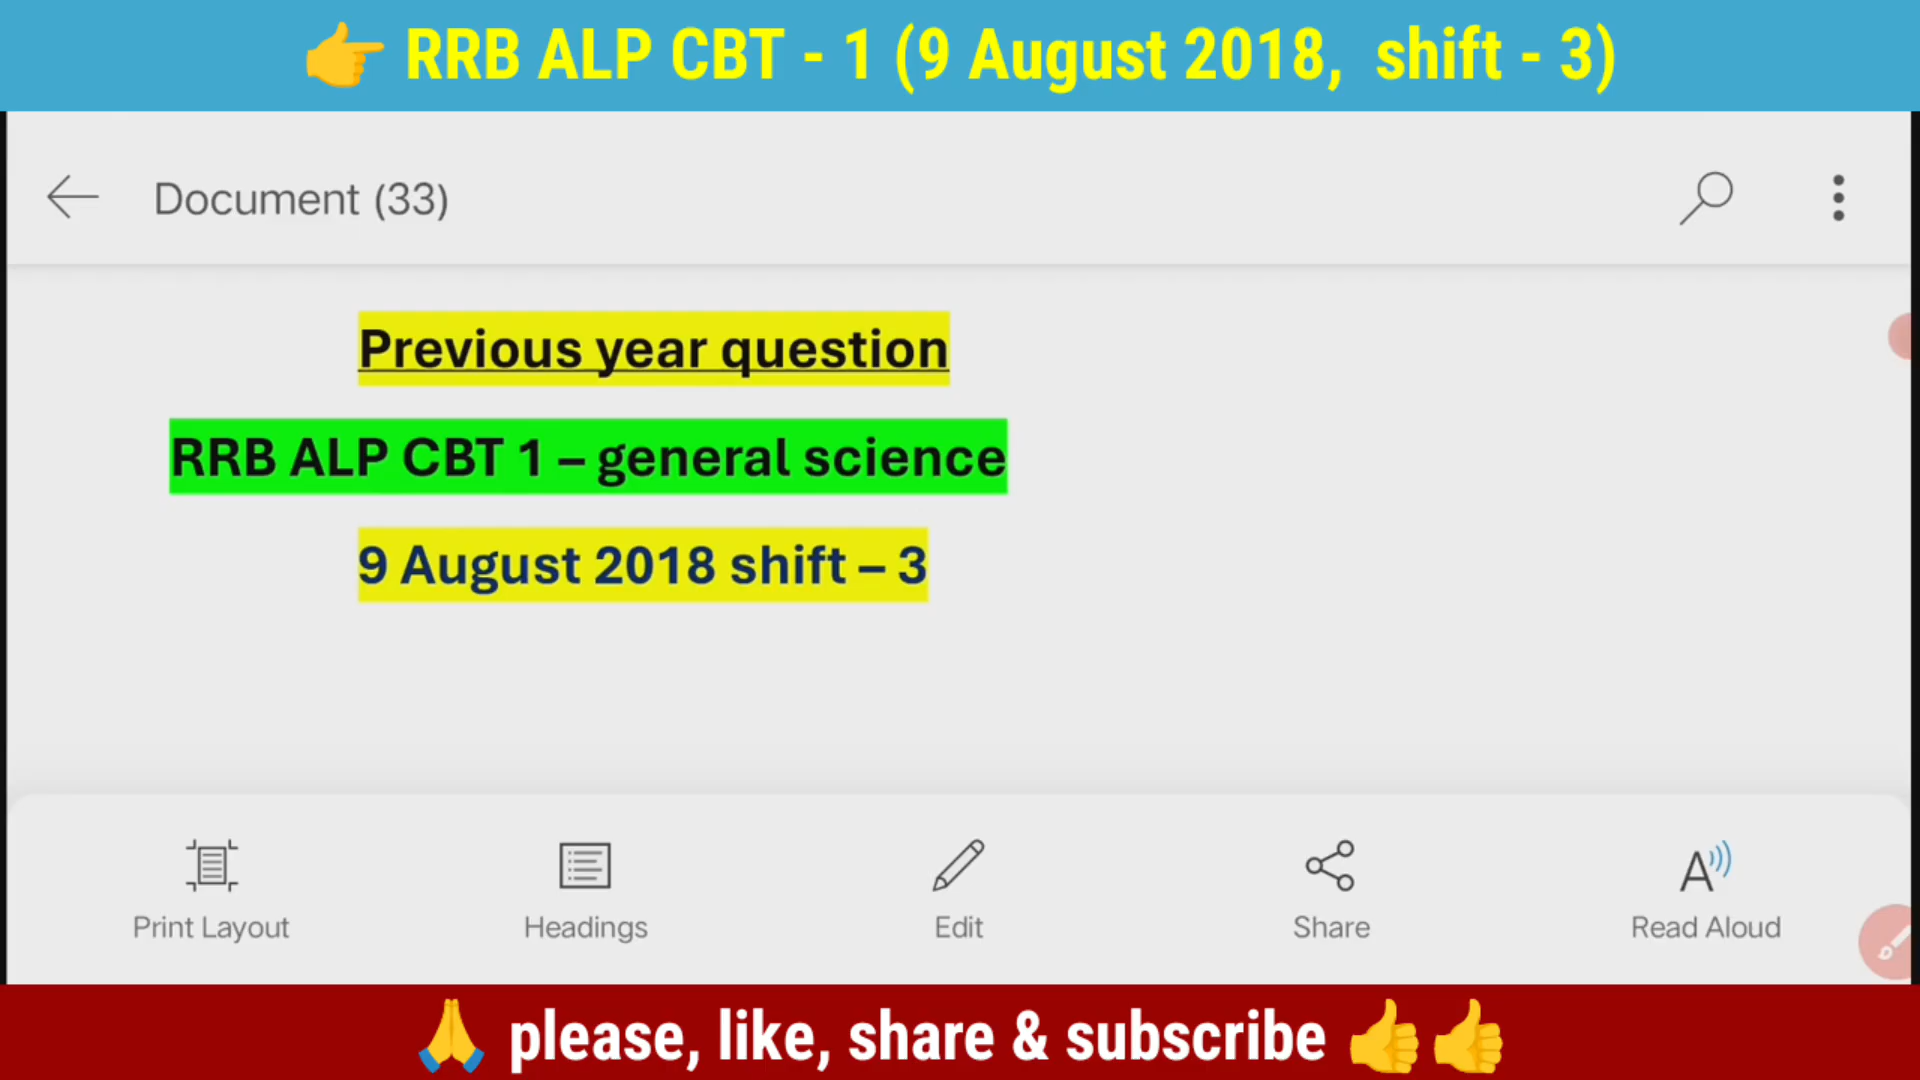 👉 RRB ALP CBT - 1 (9 August 2018, shift - 3)
Document (33)
Previous year question
RRB ALP CBT 1 – general science
9 August 2018 shift – 3
Print Layout
Headings
Edit
Share
Read Aloud
🙏 please, like, share & subscribe 👍👍